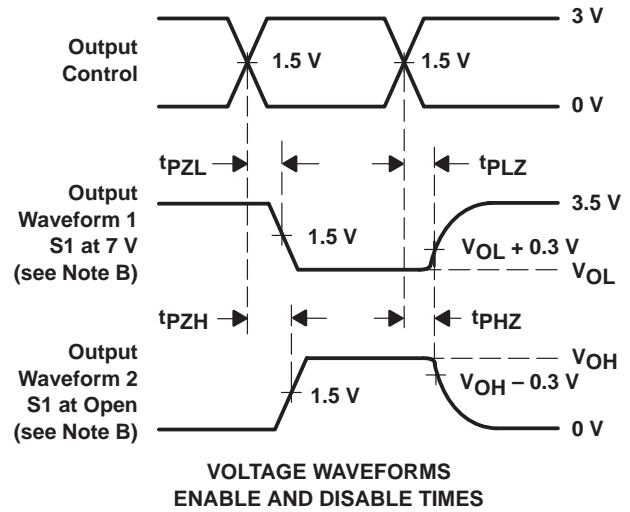 3 V
Output
Control
1.5 V
1.5 V
0 V
tPZL
tPLZ
Output
Waveform 1
S1 at 7 V
(see Note B)
3.5 V
1.5 V
VOL + 0.3 V
VOL
tPZH
tPHZ
Output
Waveform 2
S1 at Open
(see Note B)
VOH
1.5 V
VOH – 0.3 V
0 V
VOLTAGE WAVEFORMS
ENABLE AND DISABLE TIMES